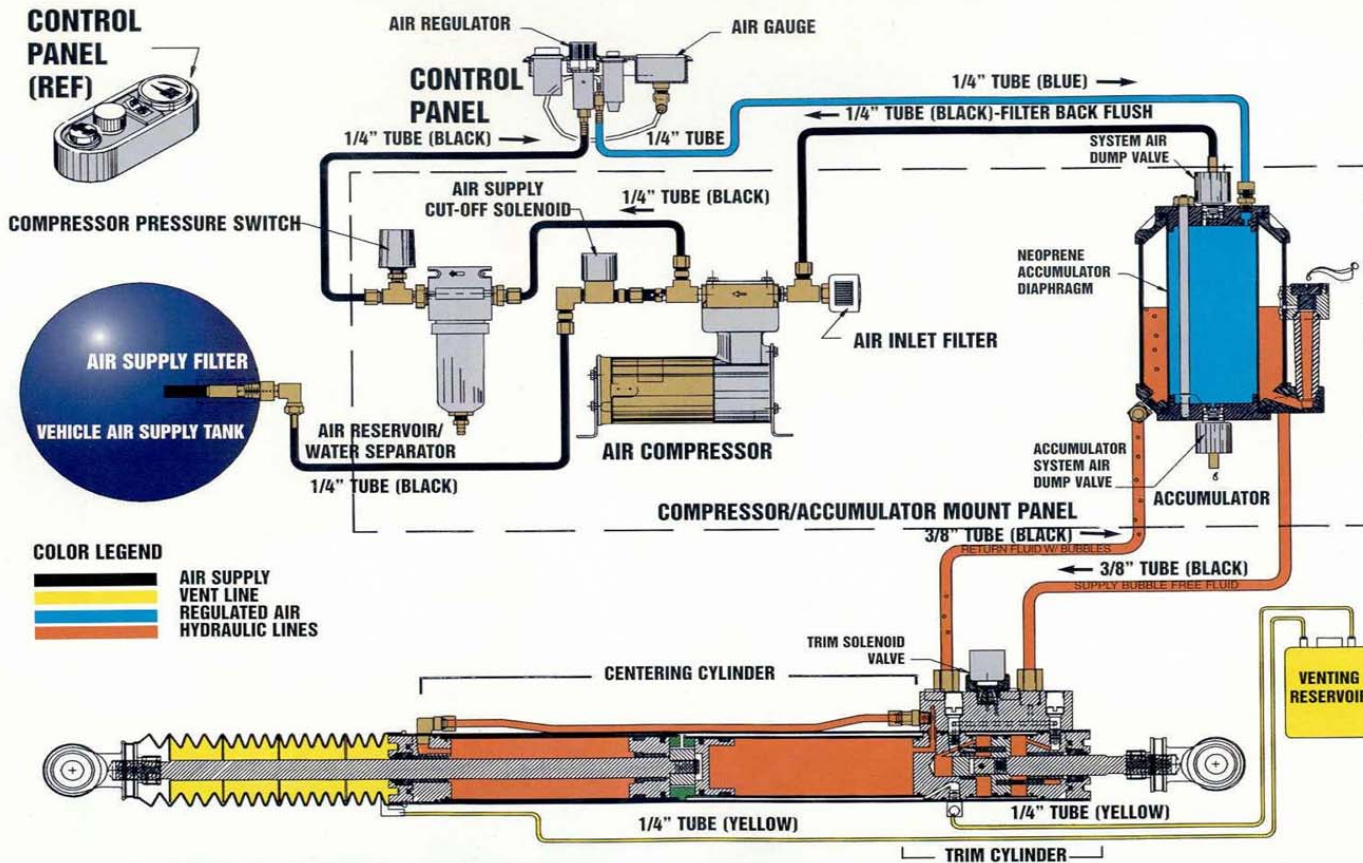 CONTROL
PANEL
(REF)
AIR REGULATOR
AIR GAUGE
CONTROL
PANEL
1/4” TUBE (BLACK)
1/4” TUBE
1/4” TUBE (BLUE)
1/4” TUBE (BLACK)-FILTER BACK FLUSH
SYSTEM AIR
DUMP VALVE
AIR SUPPLY
CUT-OFF SOLENOID
1/4” TUBE (BLACK)
COMPRESSOR PRESSURE SWITCH
NEOPRENE
ACCUMULATOR
DIAPHRAGM
AIR INLET FILTER
AIR SUPPLY FILTER
VEHICLE AIR SUPPLY TANK
AIR RESERVOIR/
WATER SEPARATOR
AIR COMPRESSOR
1/4” TUBE (BLACK)
ACCUMULATOR
SYSTEM AIR
DUMP VALVE
ACCUMULATOR
COMPRESSOR/ACCUMULATOR MOUNT PANEL
3/8” TUBE (BLACK)
RETURN FLUID W/ BUBBLES
3/8” TUBE (BLACK)
SUPPLY BUBBLE FREE FLUID
COLOR LEGEND
AIR SUPPLY
VENT LINE
REGULATED AIR
HYDRAULIC LINES
TRIM SOLENOID
VALVE
CENTERING CYLINDER
VENTING
RESERVOIR
1/4” TUBE (YELLOW)
1/4” TUBE (YELLOW)
TRIM CYLINDER